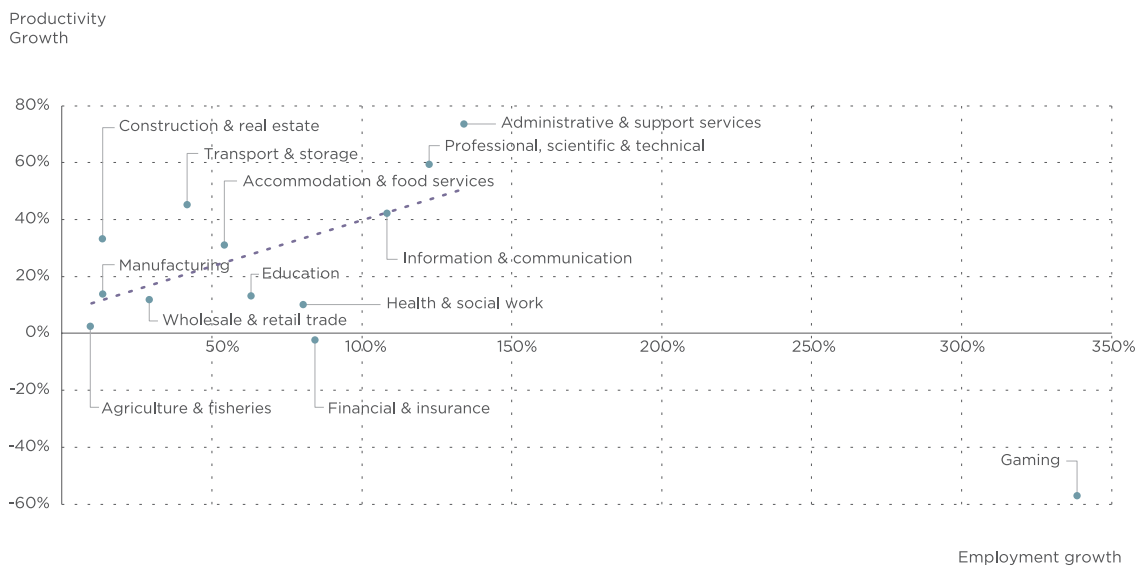 Productivity
Growth
80%
Construction & real estate
Administrative & support services
Professional, scientific & technical
Transport & storage
60%
Accommodation & food services
40%
Information & communication
Manufacturing
Education
20%
Health & social work
Wholesale & retail trade
0%
50%
100%
150%
200%
250%
300%
350%
-20%
Agriculture & fisheries
Financial & insurance
-40%
Gaming
-60%
Employment growth